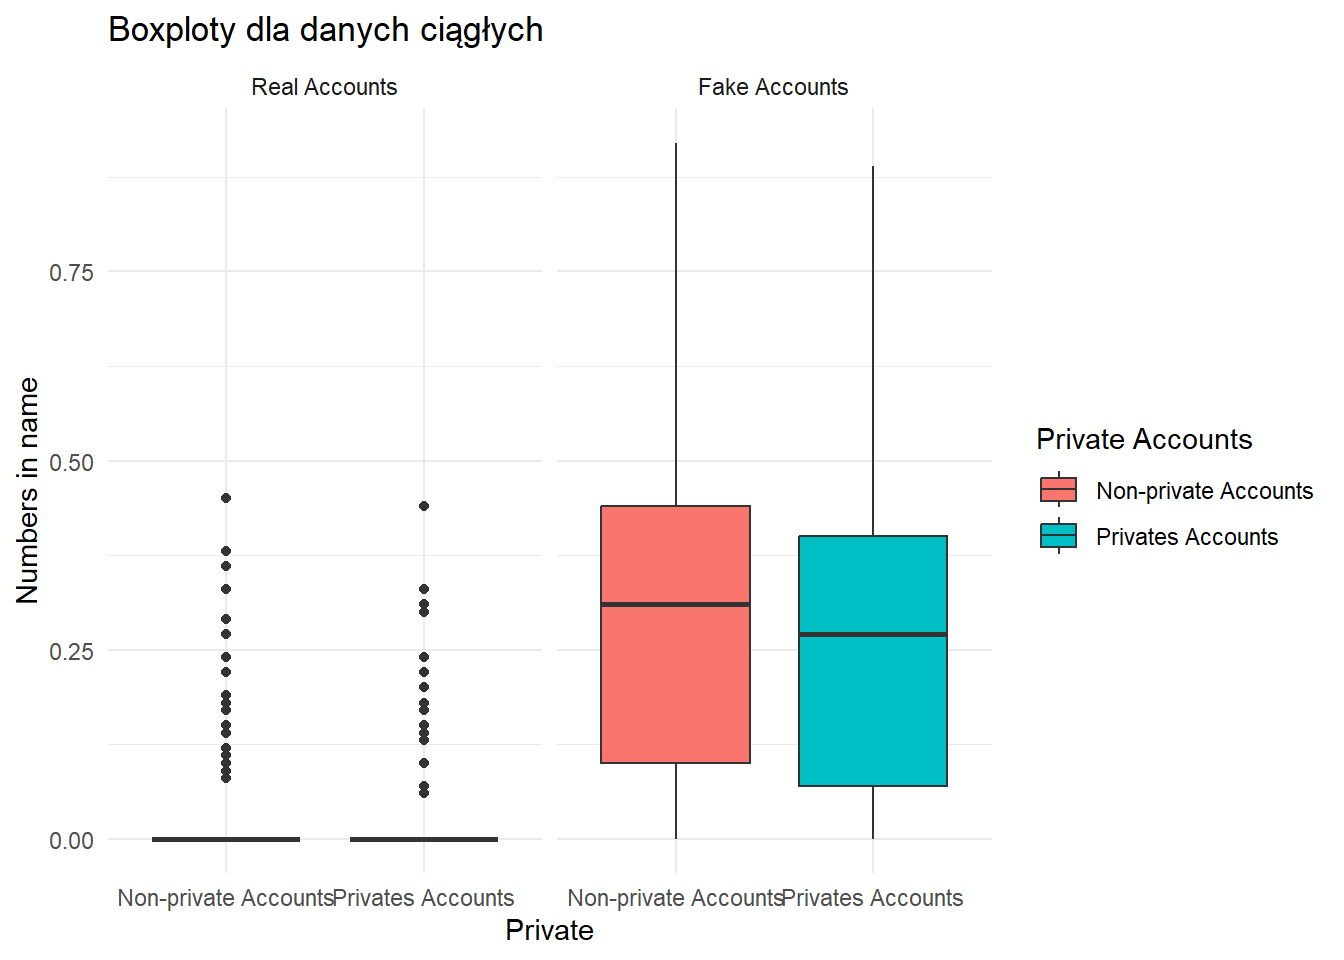 Boxploty dla danych ciągłych
Real Accounts
Fake Accounts
Numbers in name
0.75
0.50
0.25
0.00
Non-private Accounts
Privates Accounts
Non-private Accounts
Privates Accounts
Private
Private Accounts
Non-private Accounts
Privates Accounts